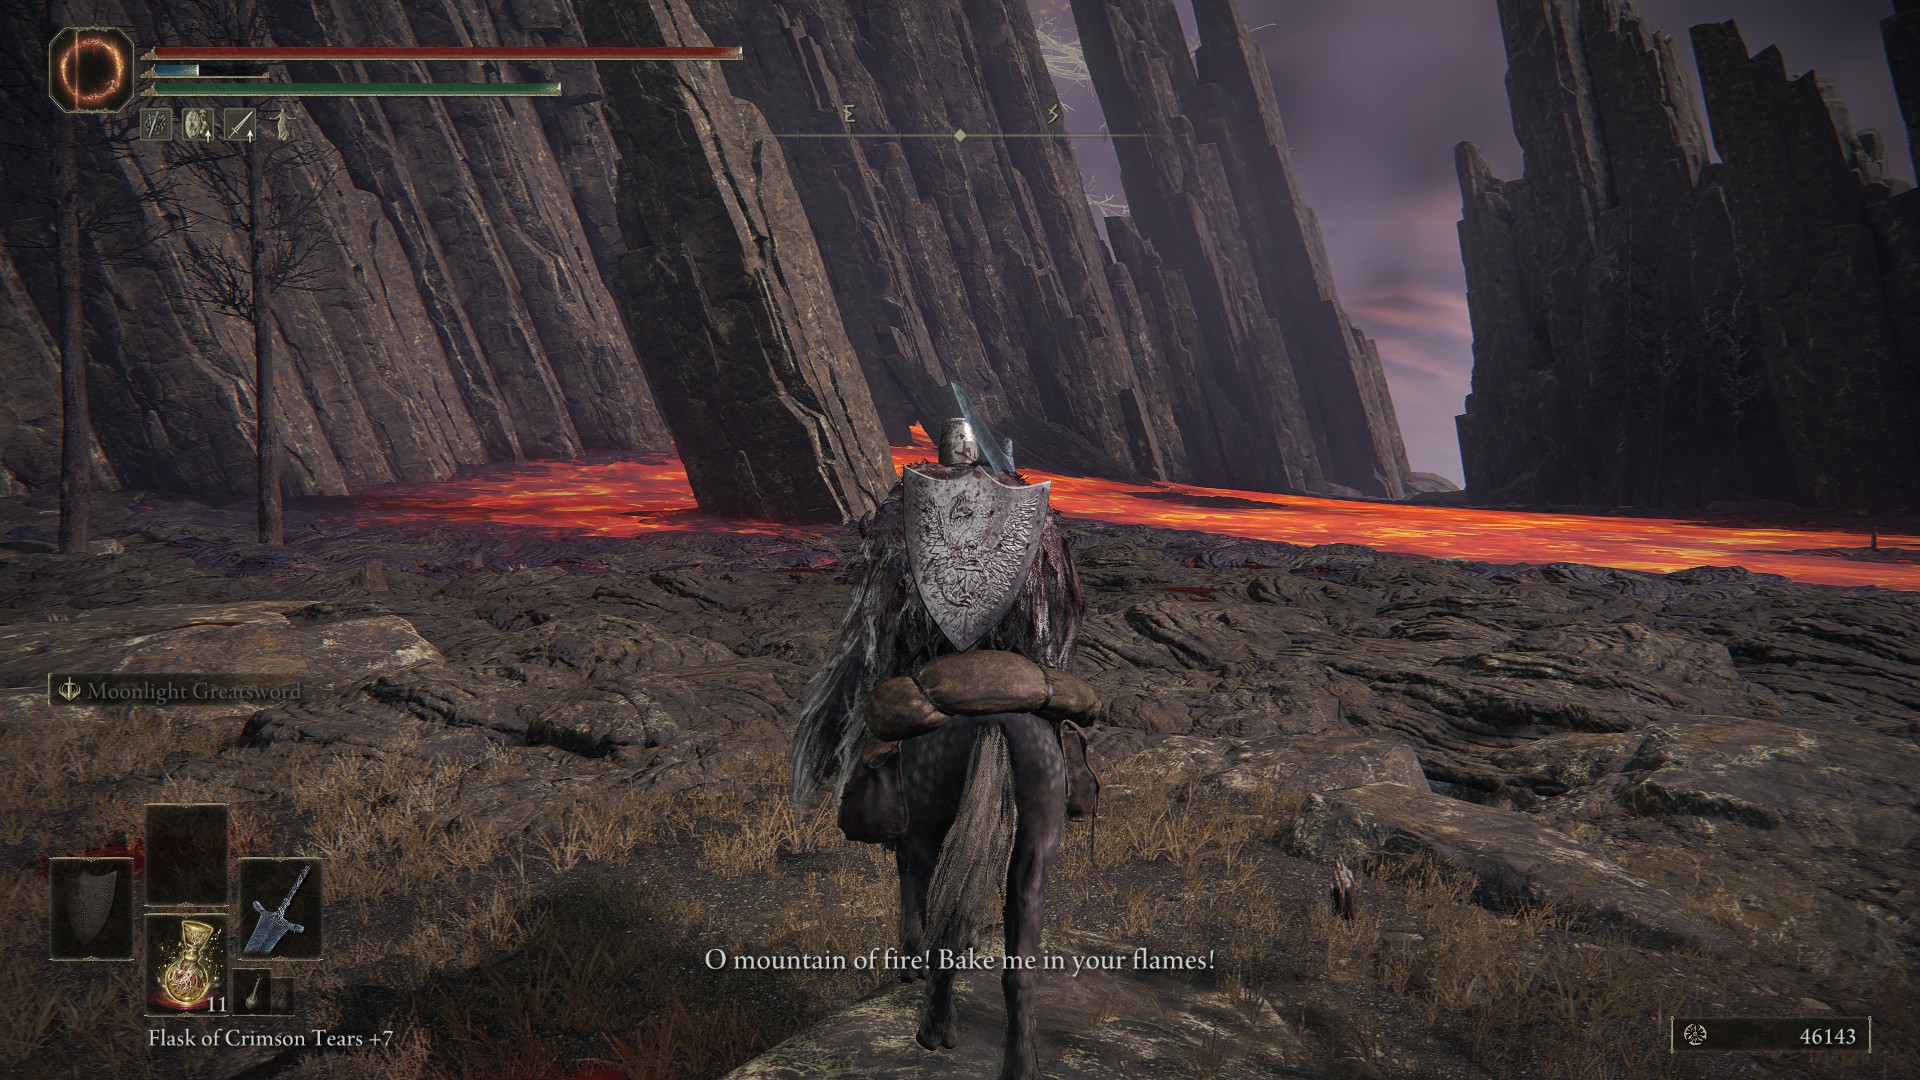 E S
Moonlight Greatsword
O mountain of fire! Bake me in your flames!
11
Flask of Crimson Tears +7
46143